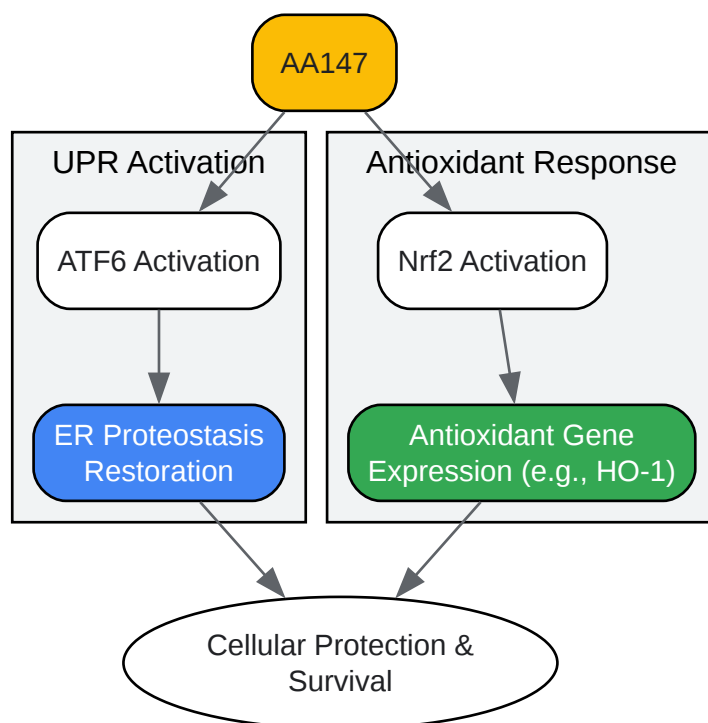 AA147
UPR Activation
Antioxidant Response
ATF6 Activation
Nrf2 Activation
ER Proteostasis
Restoration
Antioxidant Gene
Expression (e.g., HO-1)
Cellular Protection &
Survival